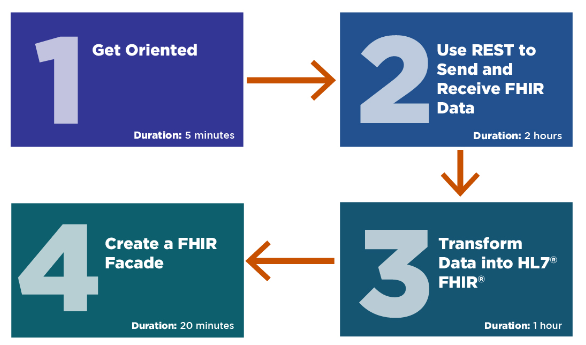 1
Get Oriented
Duration: 5 minutes
2
Use REST to
Send and
Receive FHIR
Data
Duration: 2 hours
3
Transform
Data into HL7®
FHIR®
Duration: 1 hour
4
Create a FHIR
Facade
Duration: 20 minutes